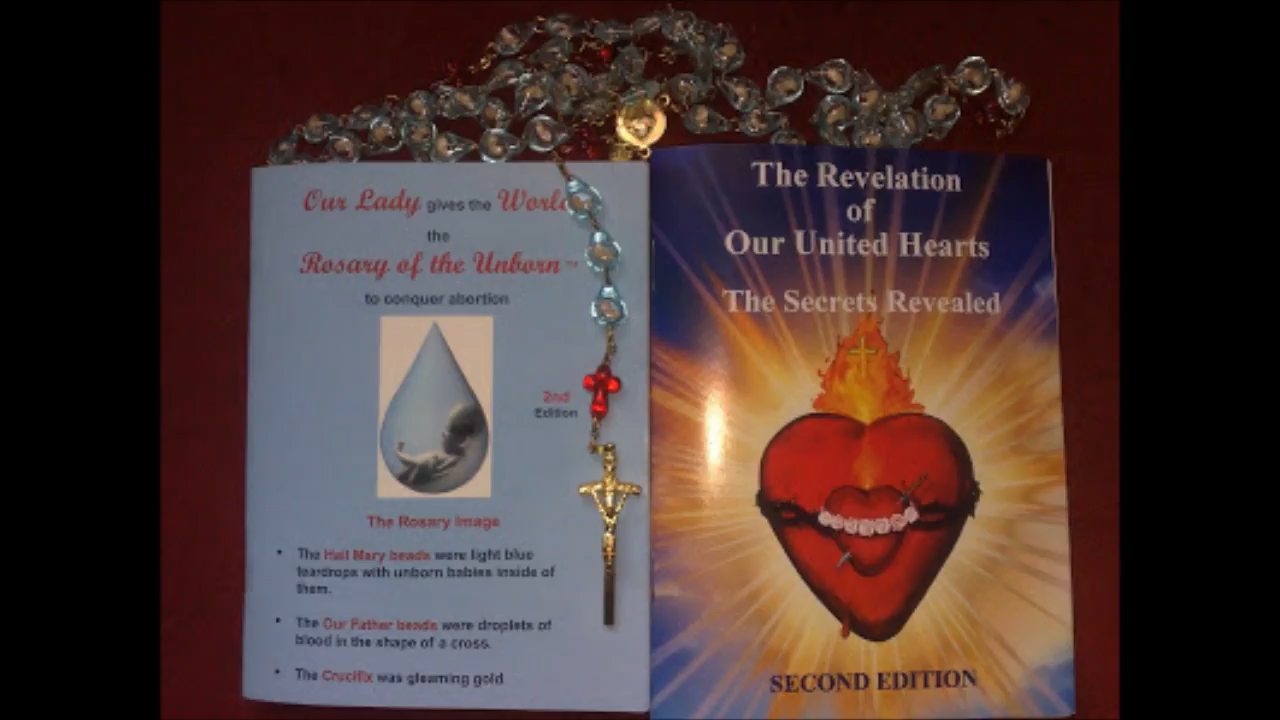 Our Lady gives the World
the
Rosary of the Unborn™
to conquer abortion
2nd
Edition
The Rosary Image
• The Hail Mary beads were light blue
teardrops with unborn babies inside of
them.
• The Our Father beads were droplets of
blood in the shape of a cross.
• The Crucifix was gleaming gold
The Revelation
of
Our United Hearts
The Secrets Revealed
SECOND EDITION